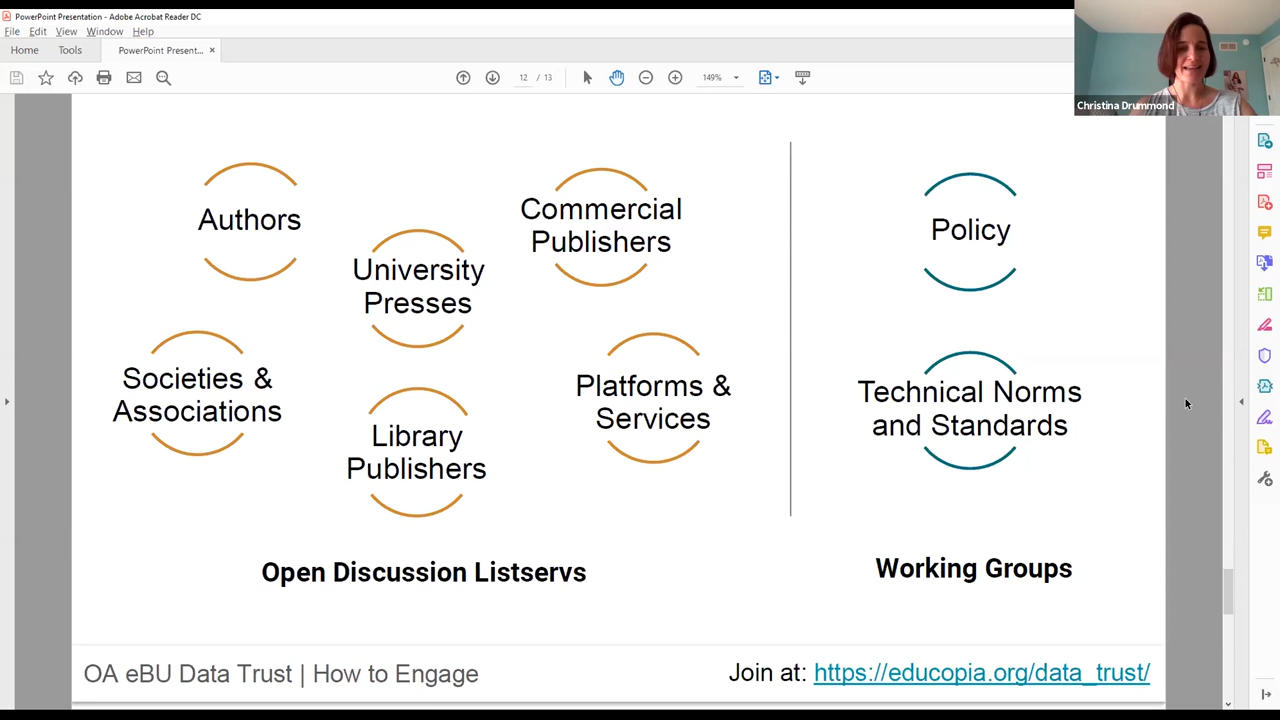 PowerPoint Presentation - Adobe Acrobat Reader DC
File Edit View Window Help
Home Tools PowerPoint Present... ×
12 / 13 149%
Christina Drummond
Authors
Commercial
Publishers
University
Presses
Societies &
Associations
Library
Publishers
Platforms &
Services
Open Discussion Listservs
Policy
Technical Norms
and Standards
Working Groups
OA eBU Data Trust | How to Engage
Join at: https://educopia.org/data_trust/